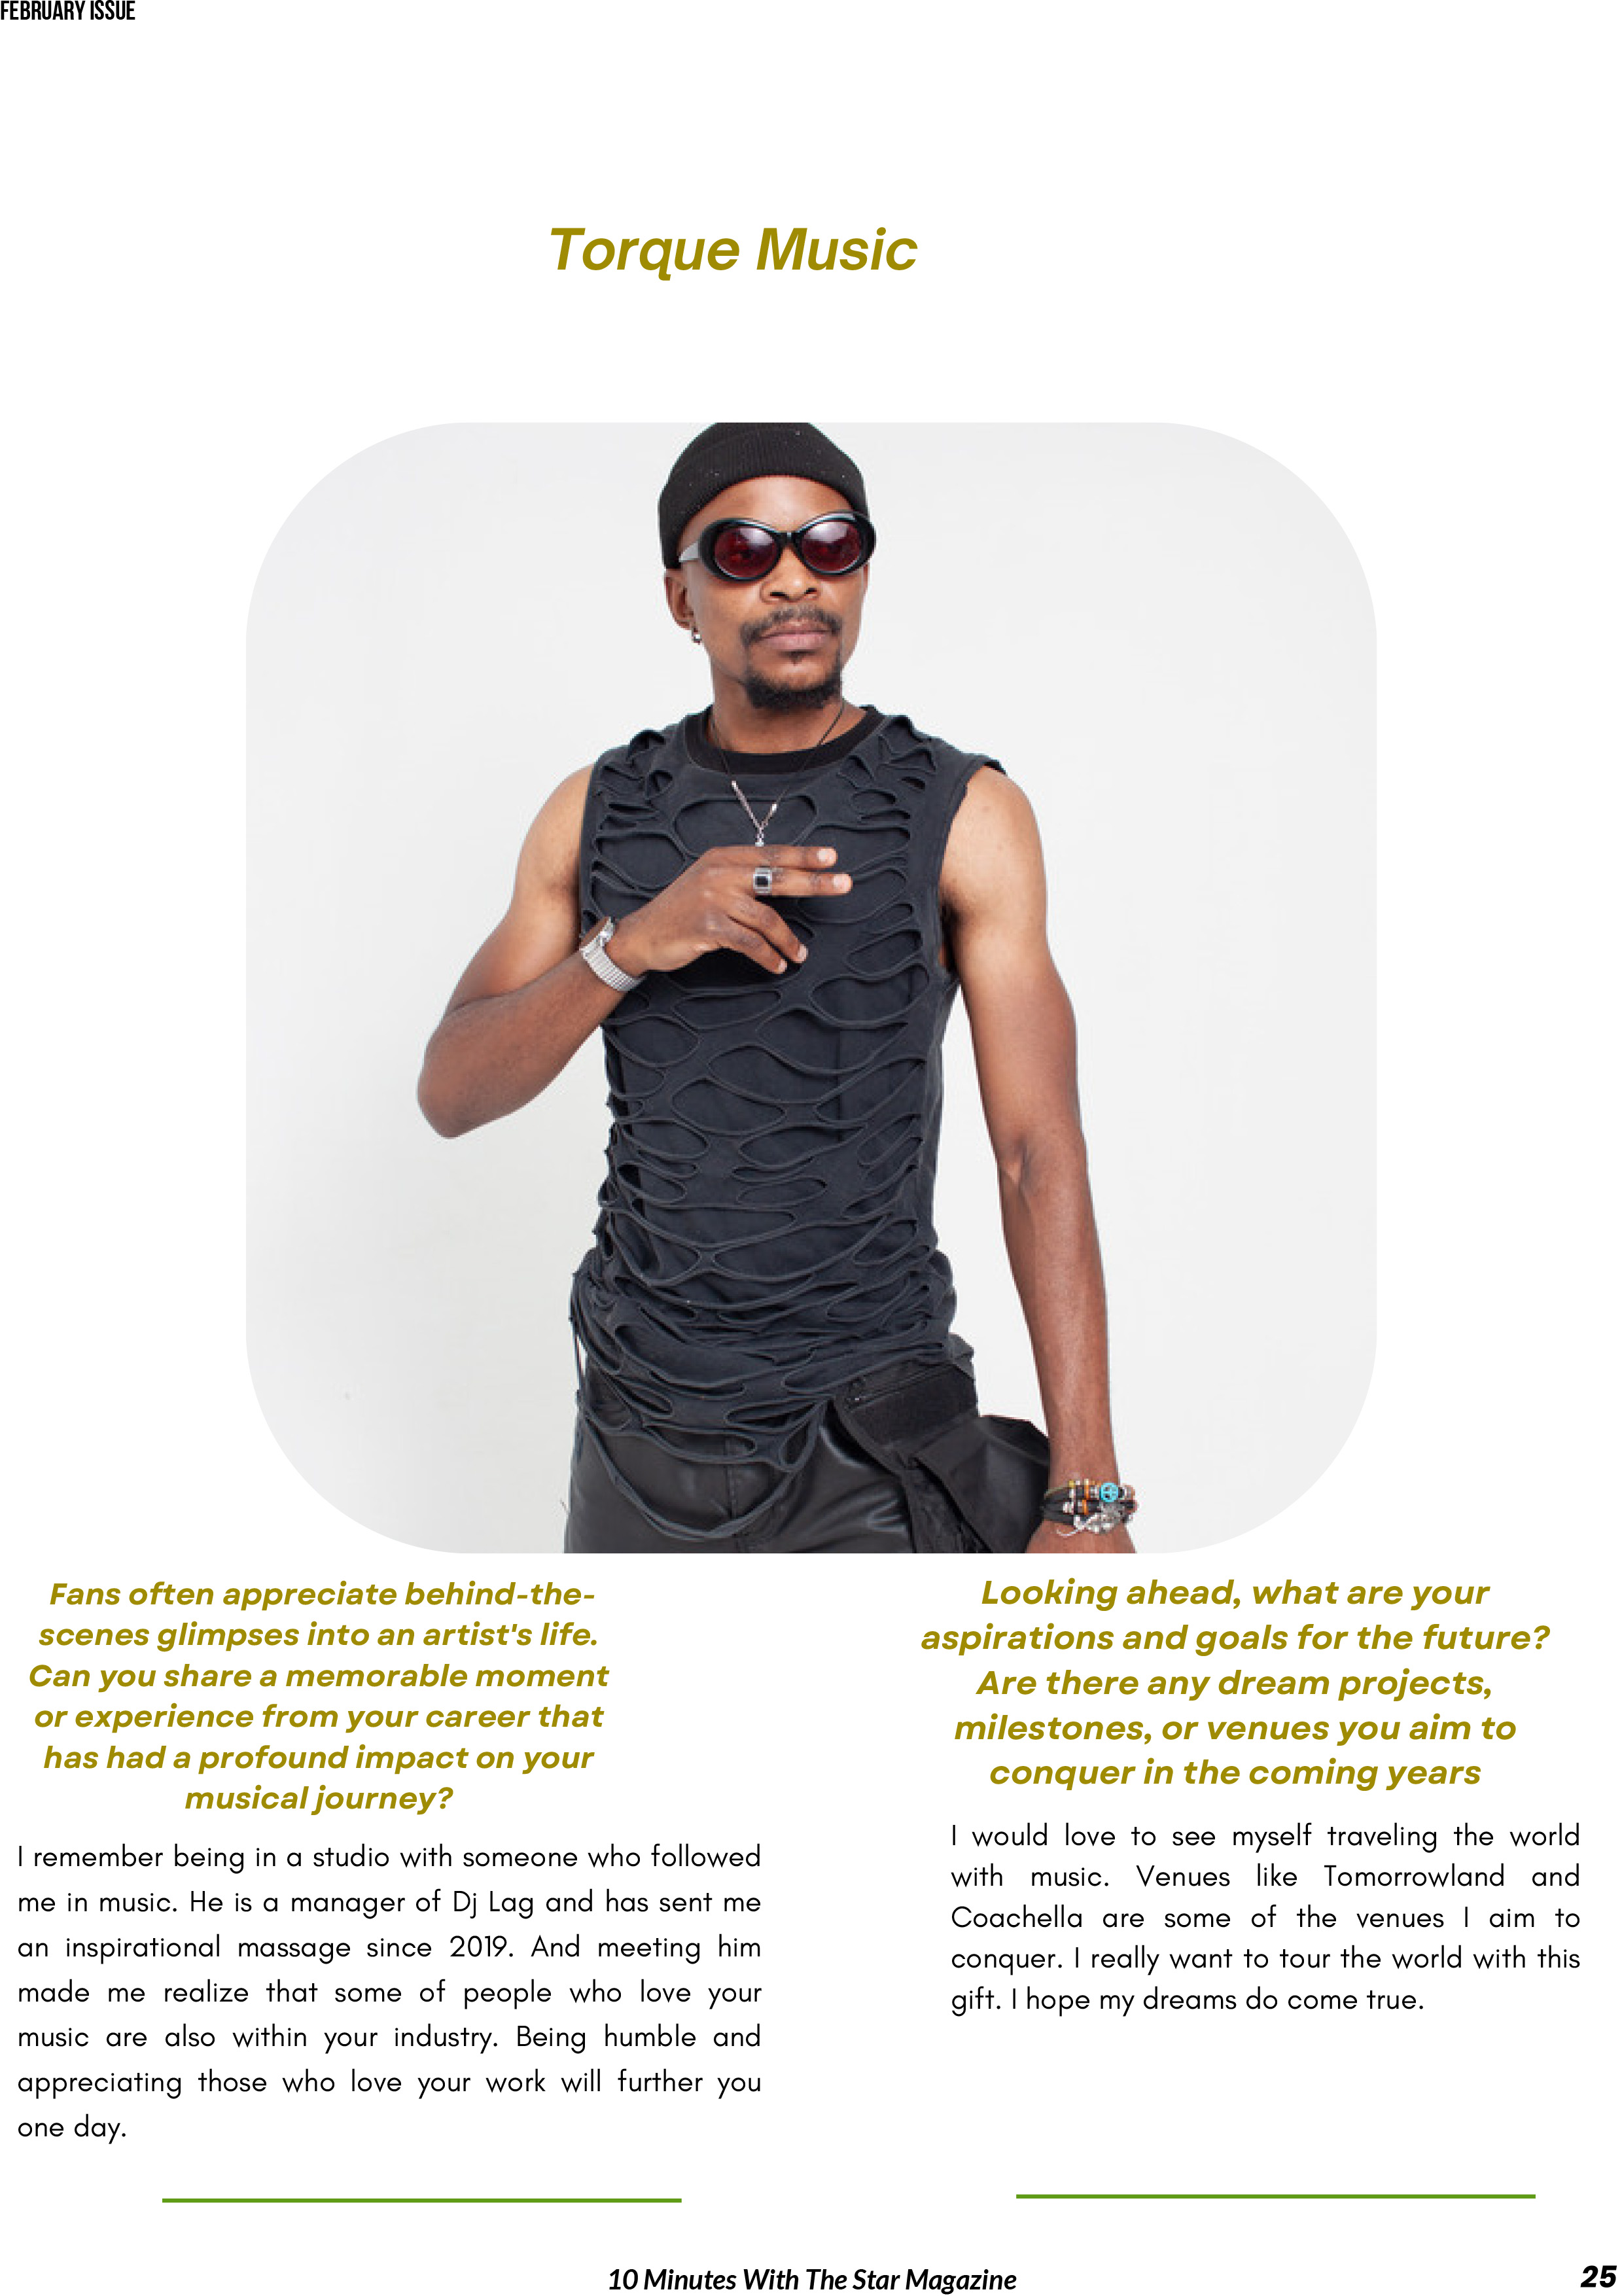 FEBRUARY ISSUE
Torque Music
Fans often appreciate behind-the-
scenes glimpses into an artist's life.
Can you share a memorable moment
or experience from your career that
has had a profound impact on your
musical journey?
I remember being in a studio with someone who followed
me in music. He is a manager of Dj Lag and has sent me
an inspirational massage since 2019. And meeting him
made me realize that some of people who love your
music are also within your industry. Being humble and
appreciating those who love your work will further you
one day.
Looking ahead, what are your
aspirations and goals for the future?
Are there any dream projects,
milestones, or venues you aim to
conquer in the coming years
I would love to see myself traveling the world
with music. Venues like Tomorrowland and
Coachella are some of the venues I aim to
conquer. I really want to tour the world with this
gift. I hope my dreams do come true.
10 Minutes With The Star Magazine
25